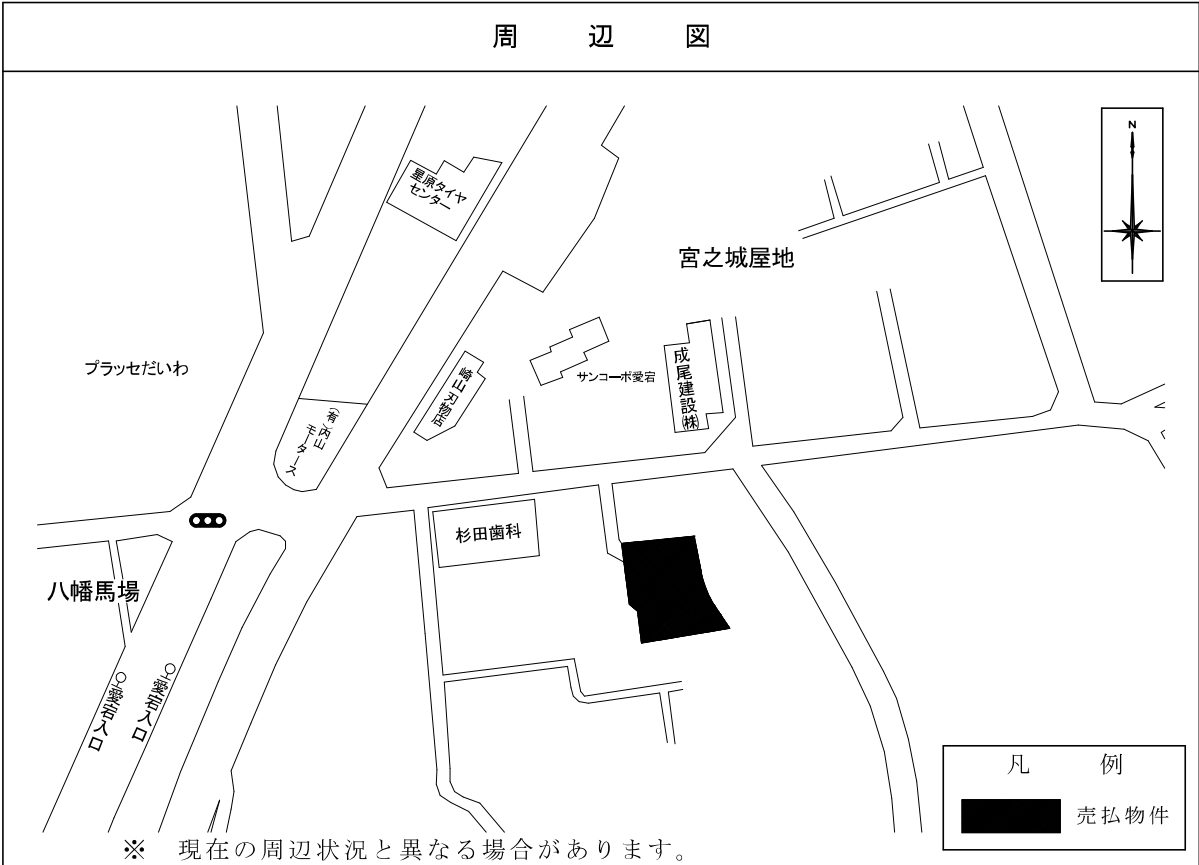 周辺図
N
星原タイヤ
センター
宮之城屋地
プラッセだいわ
サンコーポ愛宕
成尾建設㈱
崎山刃物店
(有)内山
モータース
杉田歯科
八幡馬場
愛宕入口
愛宕入口
凡例
売払物件
※ 現在の周辺状況と異なる場合があります。